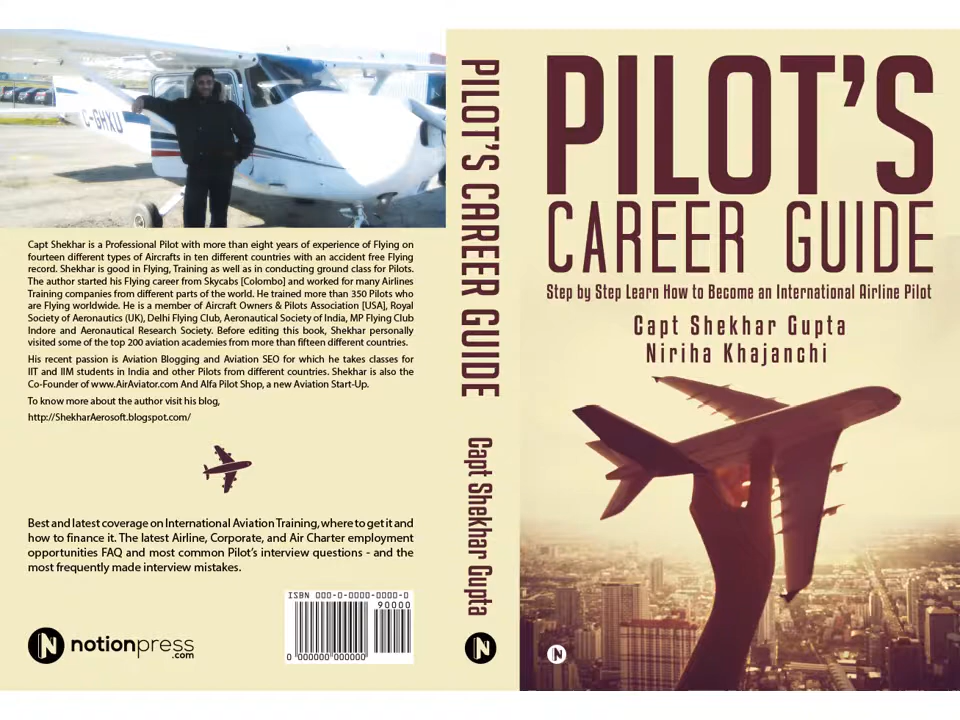 C-GHXU
Capt Shekhar is a Professional Pilot with more than eight years of experience of Flying on
fourteen different types of Aircrafts in ten different countries with an accident free Flying
record. Shekhar is good in Flying, Training as well as in conducting ground class for Pilots.
The author started his Flying career from Skycabs [Colombo] and worked for many Airlines
Training companies from different parts of the world. He trained more than 350 Pilots who
are Flying worldwide. He is a member of Aircraft Owners & Pilots Association [USA], Royal
Society of Aeronautics (UK), Delhi Flying Club, Aeronautical Society of India, MP Flying Club
Indore and Aeronautical Research Society. Before editing this book, Shekhar personally
visited some of the top 200 aviation academies from more than fifteen different countries.
His recent passion is Aviation Blogging and Aviation SEO for which he takes classes for
IIT and IIM students in India and other Pilots from different countries. Shekhar is also the
Co-Founder of www.AirAviator.com And Alfa Pilot Shop, a new Aviation Start-Up.
To know more about the author visit his blog,
http://ShekharAerosoft.blogspot.com/
Best and latest coverage on International Aviation Training, where to get it and
how to finance it. The latest Airline, Corporate, and Air Charter employment
opportunities FAQ and most common Pilot's interview questions - and the
most frequently made interview mistakes.
N notionpress
.com
ISBN 000-0-0000-0000-0
90000
0 000000 000000
PILOT'S CAREER GUIDE
Capt Shekhar Gupta
N
PILOT'S
CAREER GUIDE
Step by Step Learn How to Become an International Airline Pilot
Capt Shekhar Gupta
Niriha Khajanchi
N